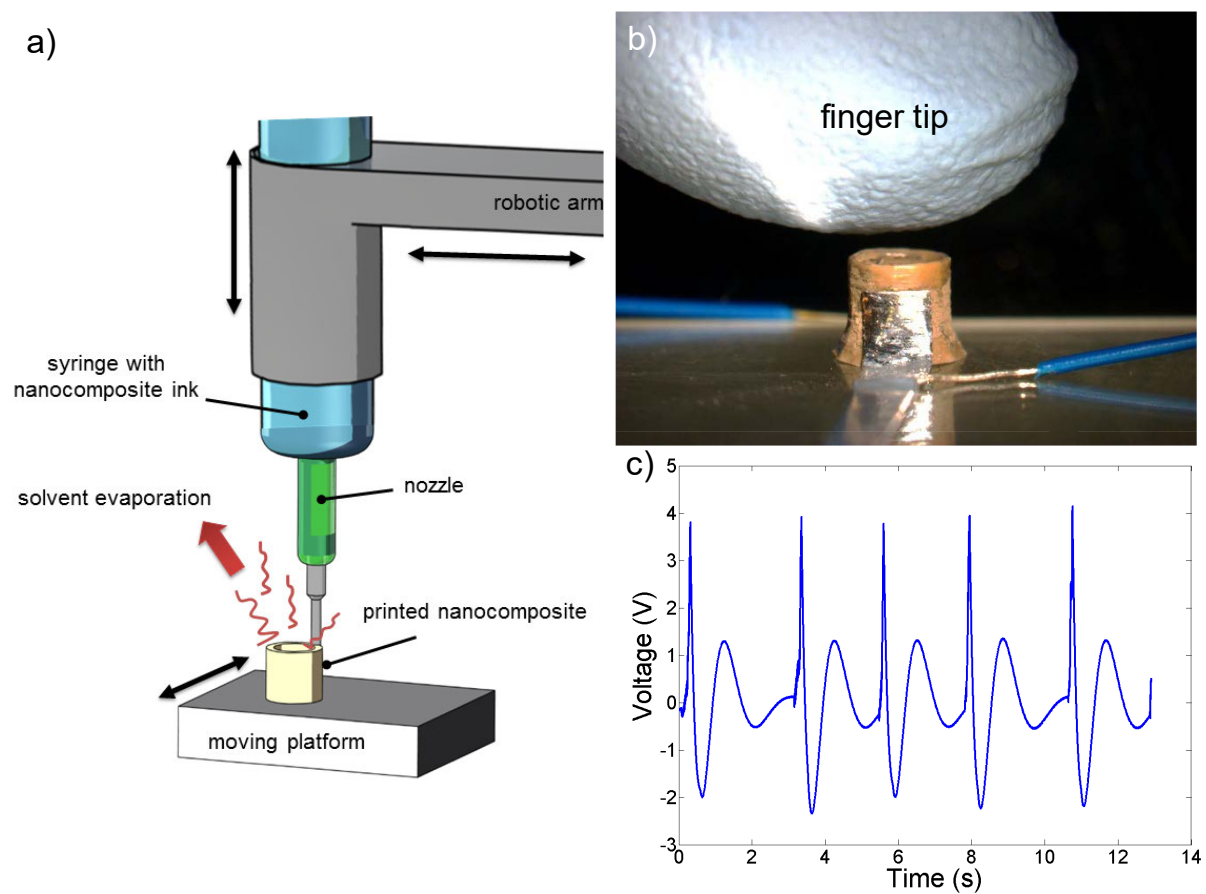 a)
robotic arm
syringe with
nanocomposite ink
solvent evaporation
nozzle
printed nanocomposite
moving platform
b)
finger tip
c)
5
4
3
2
1
0
-1
-2
-3
Voltage (V)
0 2 4 6 8 10 12 14
Time (s)